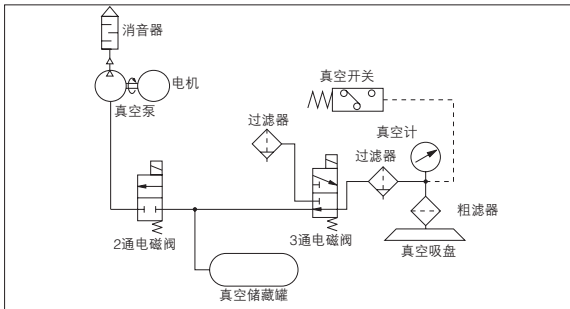 消音器
电机
真空泵
真空开关
过滤器
真空计
过滤器
粗滤器
2通电磁阀
3通电磁阀
真空吸盘
真空储藏罐